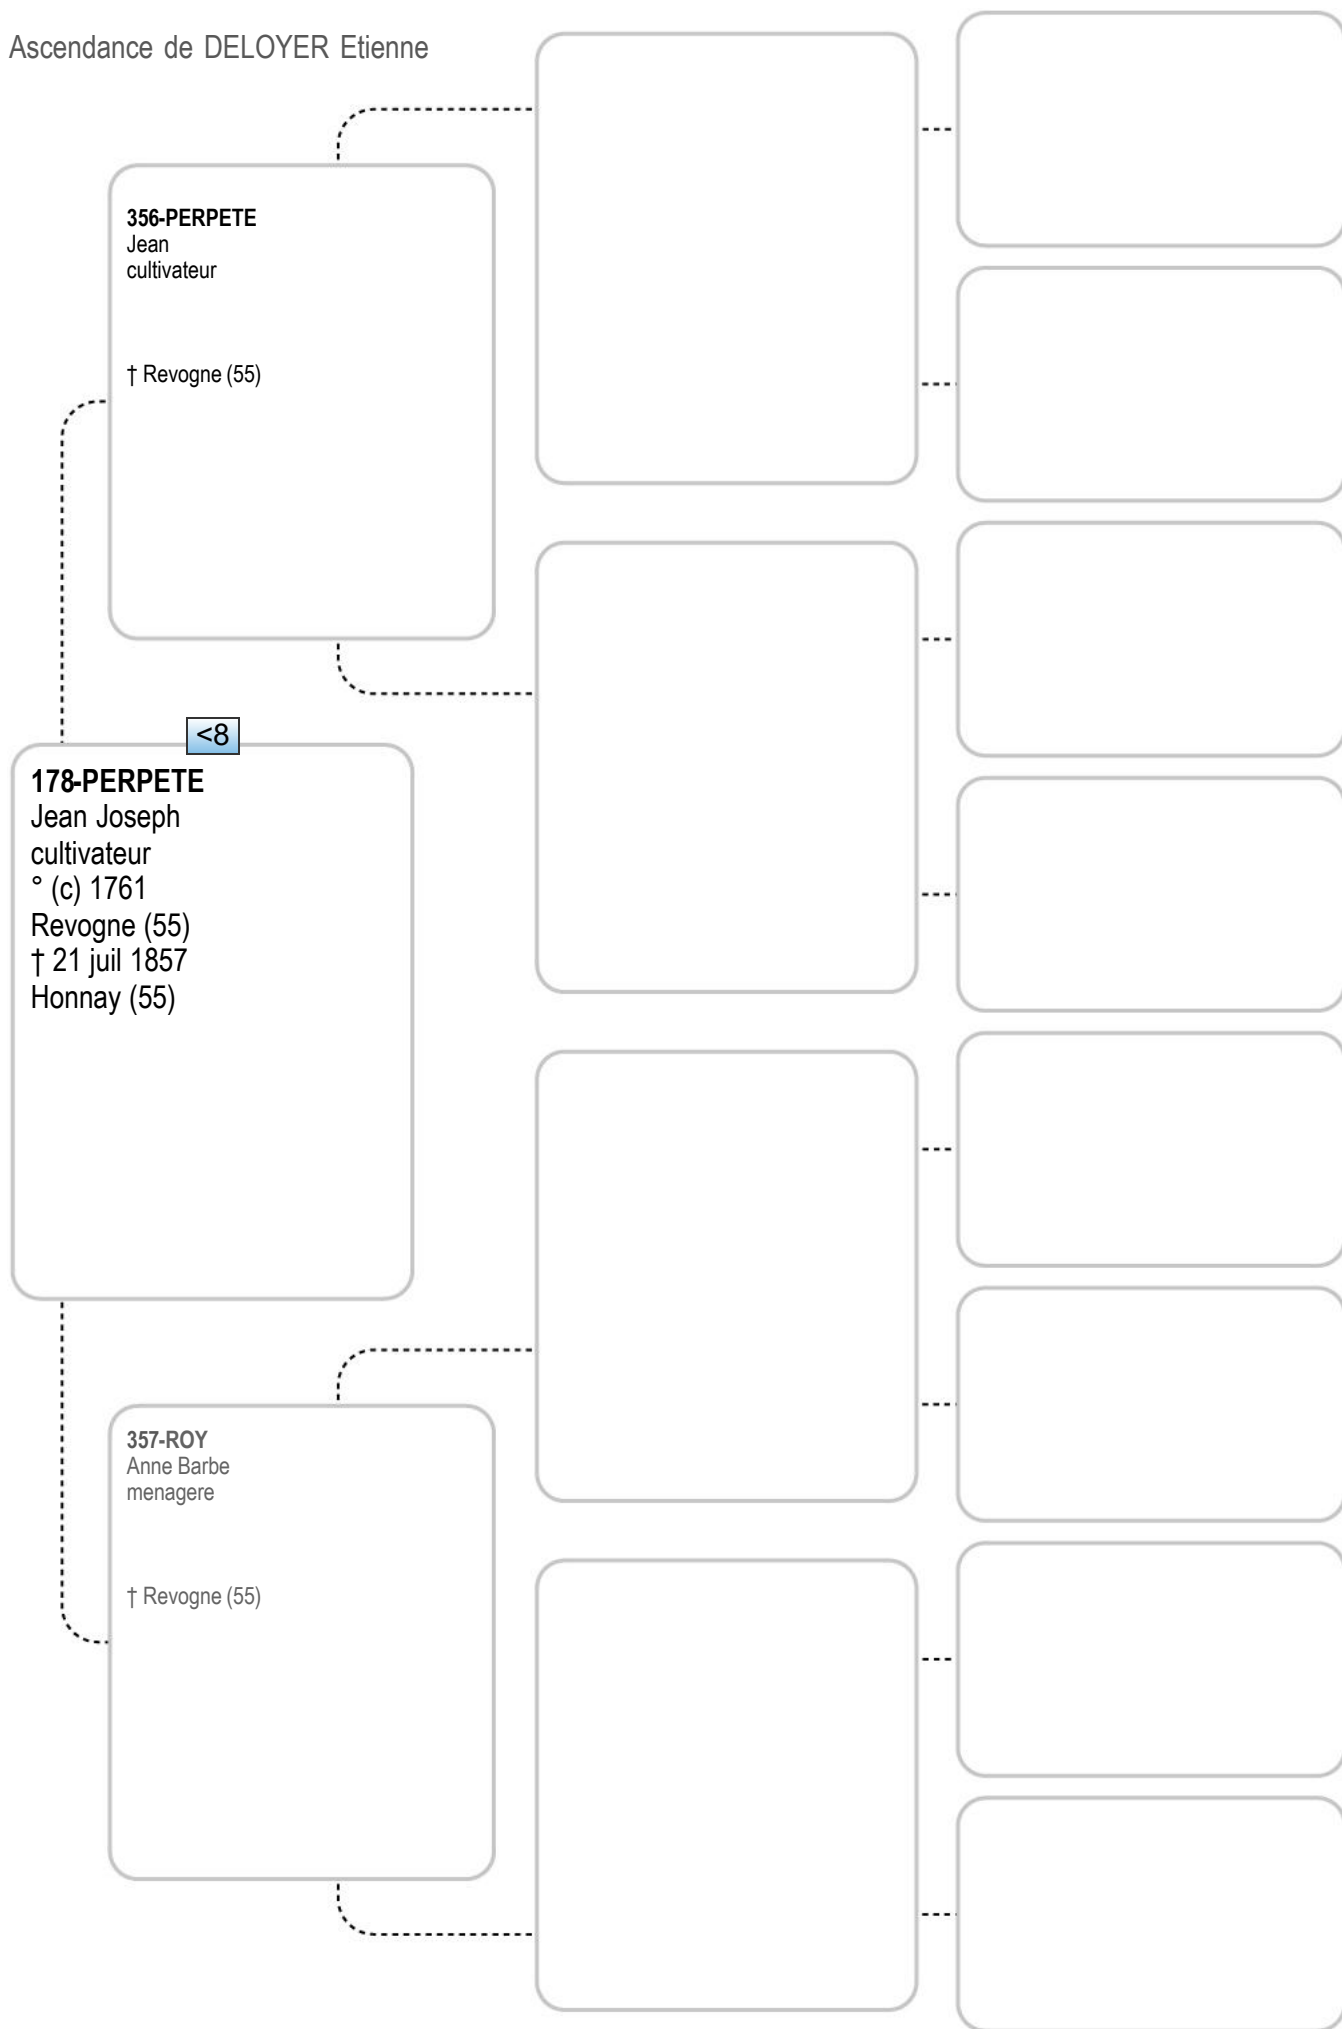 Ascendance de DELOYER Etienne
356-PERPETE
Jean
cultivateur
† Revogne (55)
<8
178-PERPETE
Jean Joseph
cultivateur
° (c) 1761
Revogne (55)
† 21 juil 1857
Honnay (55)
357-ROY
Anne Barbe
menagere
† Revogne (55)